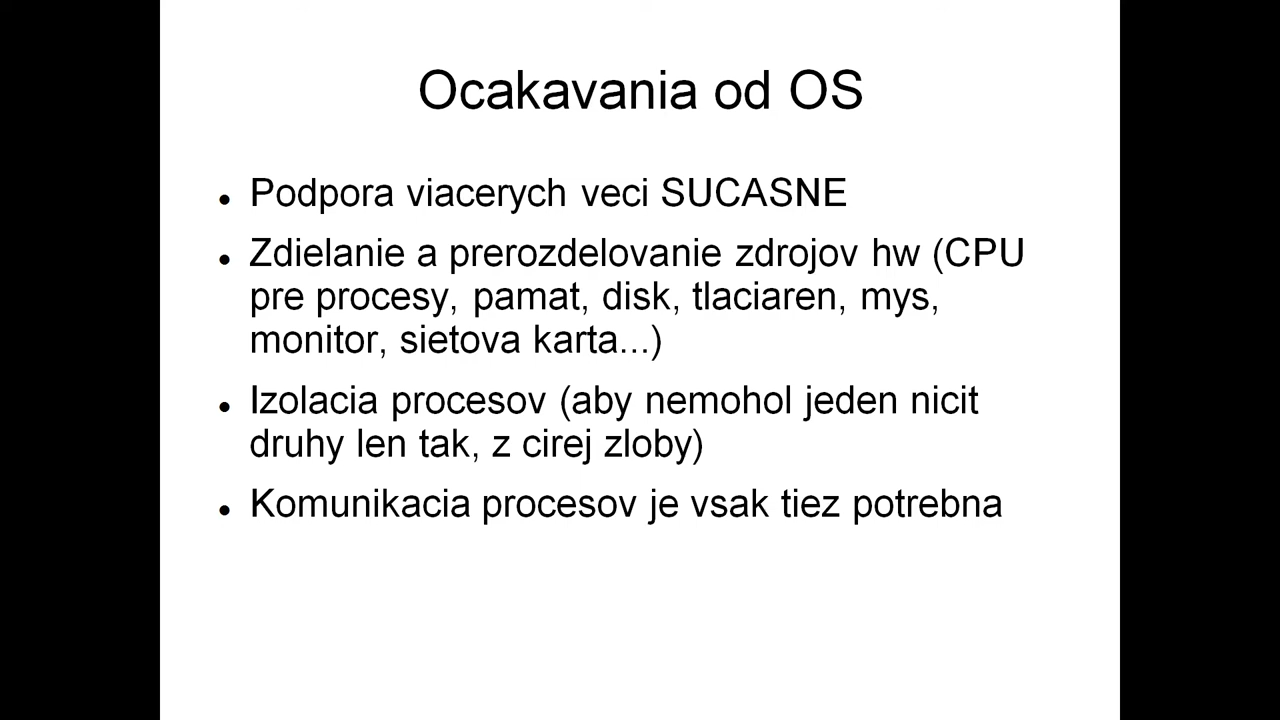 Ocakavania od OS
• Podpora viacerych veci SUCASNE
• Zdielanie a prerozdelovanie zdrojov hw (CPU
pre procesy, pamat, disk, tlaciaren, mys,
monitor, sietova karta...)
• Izolacia procesov (aby nemohol jeden nicit
druhy len tak, z cirej zloby)
• Komunikacia procesov je vsak tiez potrebna